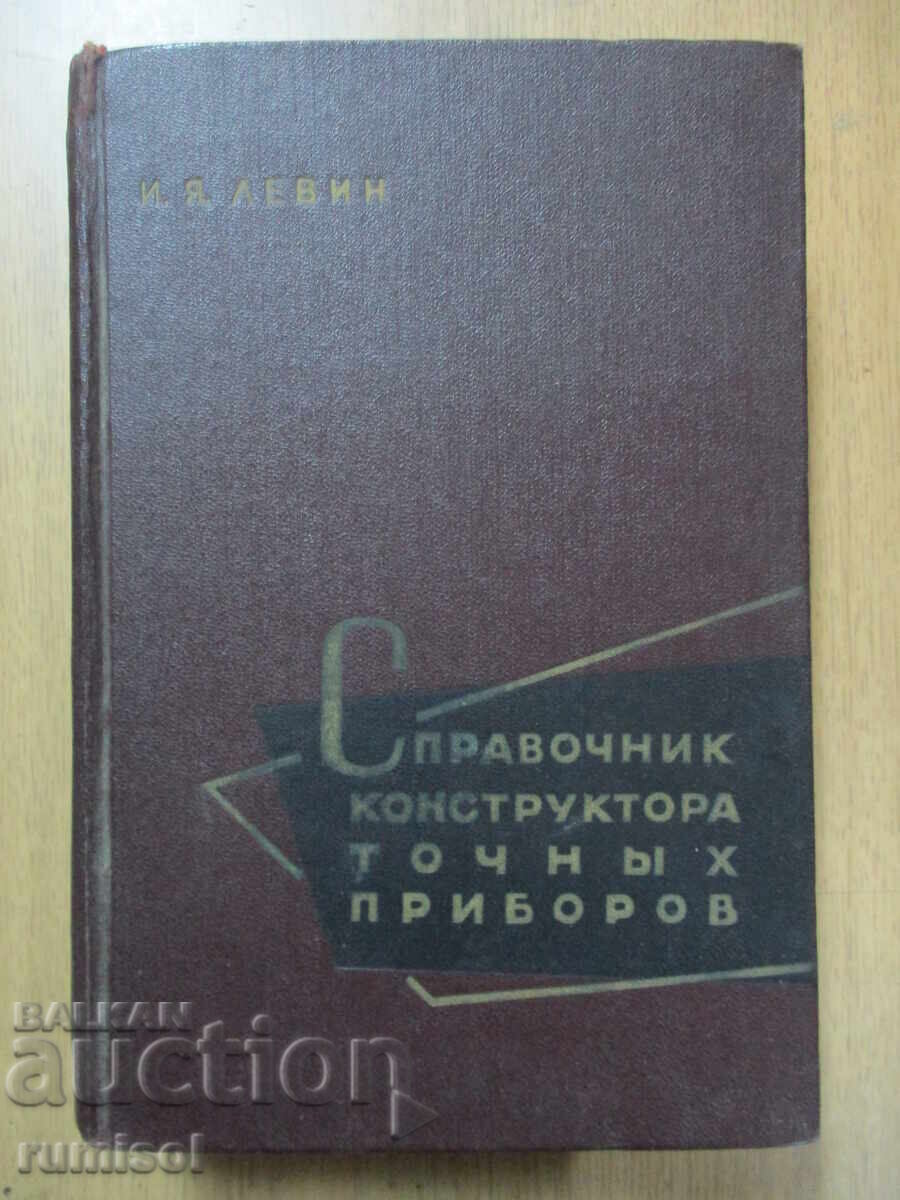 И. Я. ЛЕВИН
СПРАВОЧНИК
КОНСТРУКТОРА
ТОЧНЫХ
ПРИБОРОВ
BALKAN
auction
rumisol